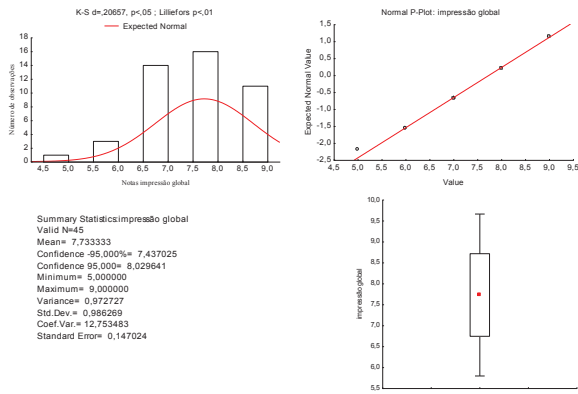 K-S d=,20657, p<,05 ; Lilliefors p<,01
Expected Normal
Número de observações
18
16
14
12
10
8
6
4
2
0
4,5 5,0 5,5 6,0 6,5 7,0 7,5 8,0 8,5 9,0
Notas impressão global
Normal P-Plot: impressão global
Expected Normal Value
1,5
1,0
0,5
0,0
-0,5
-1,0
-1,5
-2,0
-2,5
4,5 5,0 5,5 6,0 6,5 7,0 7,5 8,0 8,5 9,0 9,5
Value
Summary Statistics:impressão global
Valid N=45
Mean= 7,733333
Confidence -95,000%= 7,437025
Confidence 95,000= 8,029641
Minimum= 5,000000
Maximum= 9,000000
Variance= 0,972727
Std.Dev.= 0,986269
Coef.Var.= 12,753483
Standard Error= 0,147024
impressão global
10,0
9,5
9,0
8,5
8,0
7,5
7,0
6,5
6,0
5,5